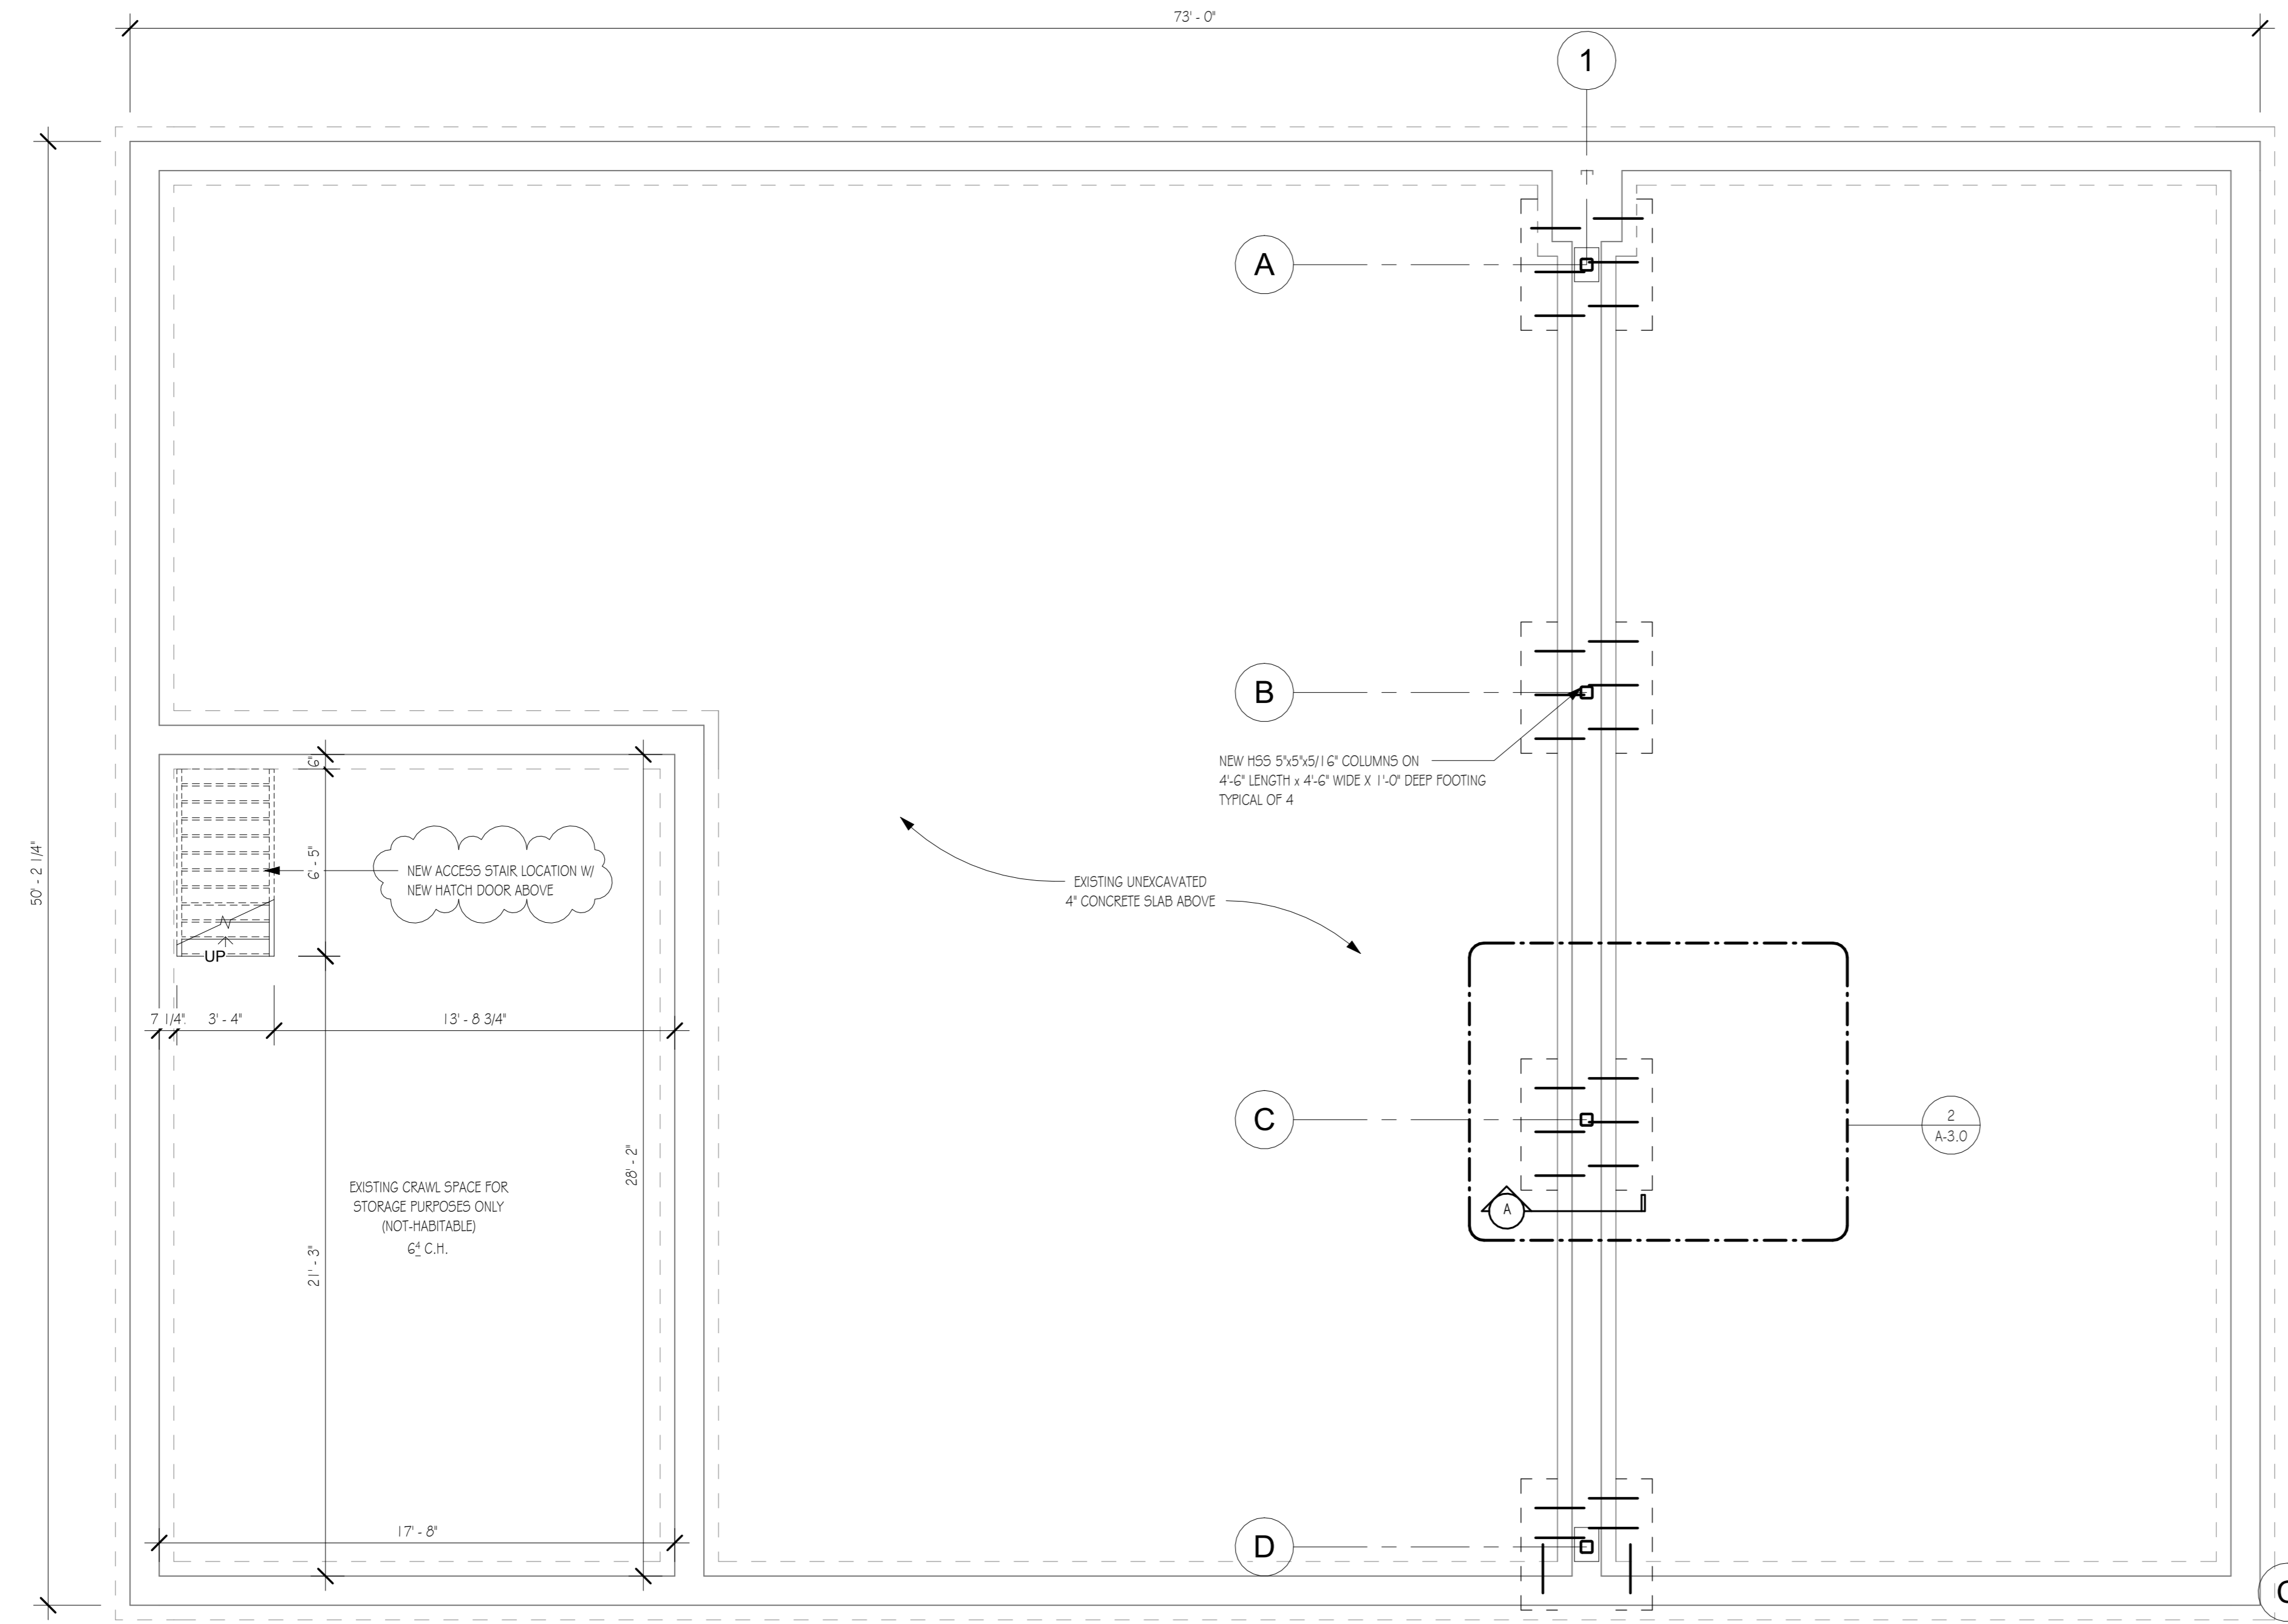 73' - 0"
1
A
B
NEW HSS 5"x5"x5/16" COLUMNS ON
4'-6" LENGTH x 4'-6" WIDE X 1'-0" DEEP FOOTING
TYPICAL OF 4
6"
6' - 5"
50' - 2 1/4"
NEW ACCESS STAIR LOCATION W/
NEW HATCH DOOR ABOVE
EXISTING UNEXCAVATED
4" CONCRETE SLAB ABOVE
UP
7 1/4"
3' - 4"
13' - 8 3/4"
C
2
A-3.0
28' - 2"
EXISTING CRAWL SPACE FOR
STORAGE PURPOSES ONLY
(NOT-HABITABLE)
6⁴ C.H.
A
21' - 3"
17' - 8"
D